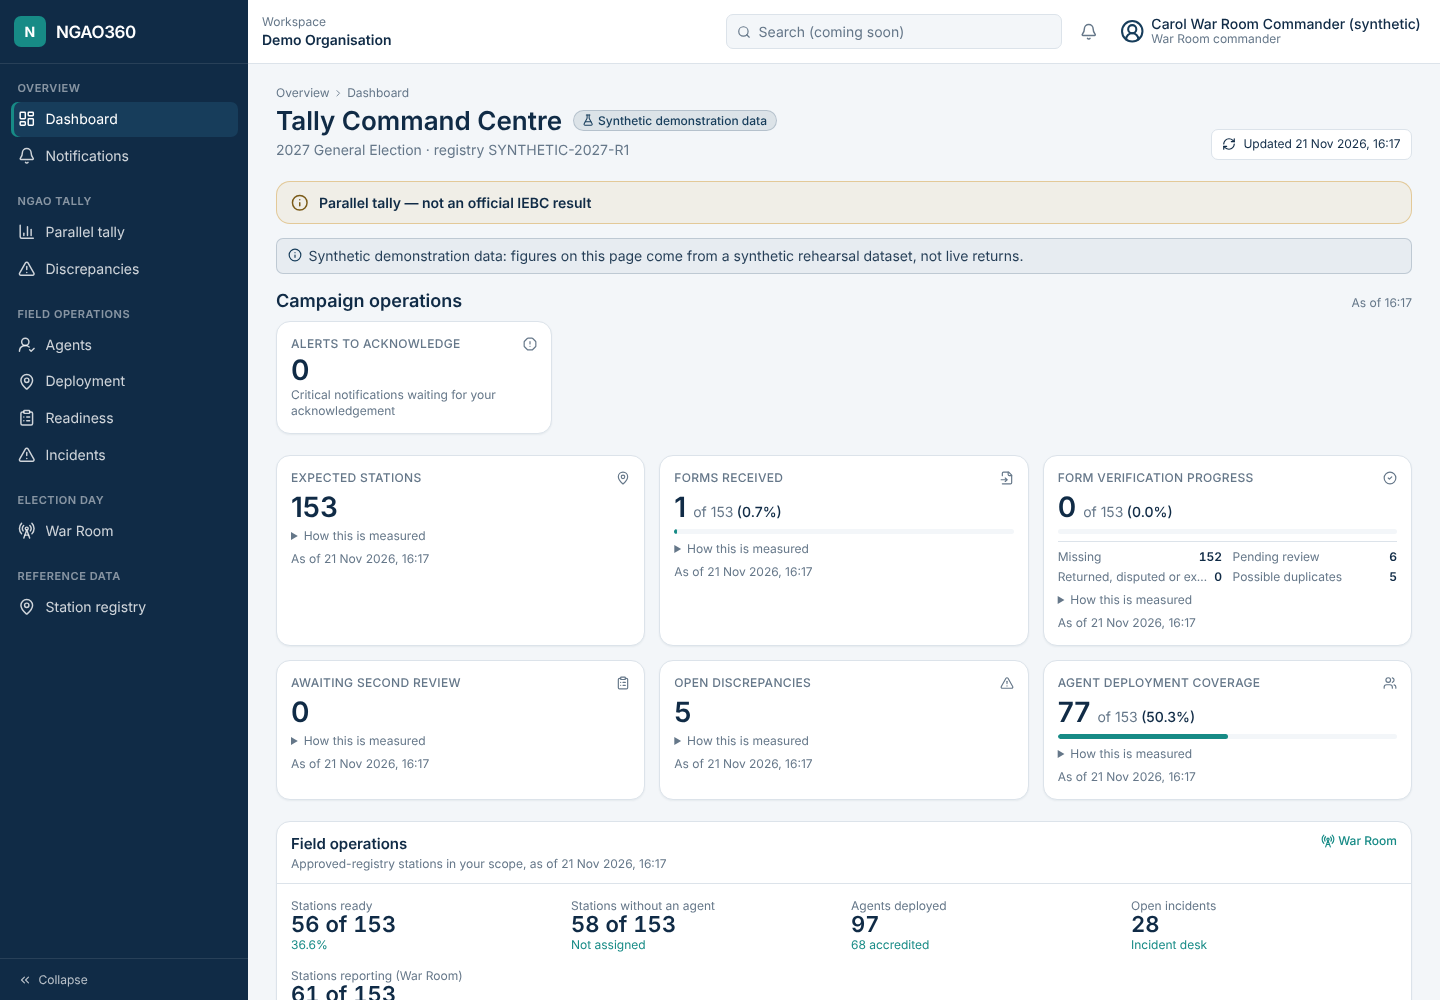 N NGAO360
OVERVIEW
Dashboard
Notifications
NGAO TALLY
Parallel tally
Discrepancies
FIELD OPERATIONS
Agents
Deployment
Readiness
Incidents
ELECTION DAY
War Room
REFERENCE DATA
Station registry
Collapse
Workspace
Demo Organisation
Search (coming soon)
Carol War Room Commander (synthetic)
War Room commander
Overview > Dashboard
Tally Command Centre
Synthetic demonstration data
2027 General Election · registry SYNTHETIC-2027-R1
Updated 21 Nov 2026, 16:17
Parallel tally — not an official IEBC result
Synthetic demonstration data: figures on this page come from a synthetic rehearsal dataset, not live returns.
Campaign operations
As of 16:17
ALERTS TO ACKNOWLEDGE
0
Critical notifications waiting for your
acknowledgement
EXPECTED STATIONS
153
How this is measured
As of 21 Nov 2026, 16:17
FORMS RECEIVED
1 of 153 (0.7%)
How this is measured
As of 21 Nov 2026, 16:17
FORM VERIFICATION PROGRESS
0 of 153 (0.0%)
Missing 152 Pending review 6
Returned, disputed or ex... 0 Possible duplicates 5
How this is measured
As of 21 Nov 2026, 16:17
AWAITING SECOND REVIEW
0
How this is measured
As of 21 Nov 2026, 16:17
OPEN DISCREPANCIES
5
How this is measured
As of 21 Nov 2026, 16:17
AGENT DEPLOYMENT COVERAGE
77 of 153 (50.3%)
How this is measured
As of 21 Nov 2026, 16:17
Field operations
War Room
Approved-registry stations in your scope, as of 21 Nov 2026, 16:17
Stations ready
56 of 153
36.6%
Stations without an agent
58 of 153
Not assigned
Agents deployed
97
68 accredited
Open incidents
28
Incident desk
Stations reporting (War Room)
61 of 153